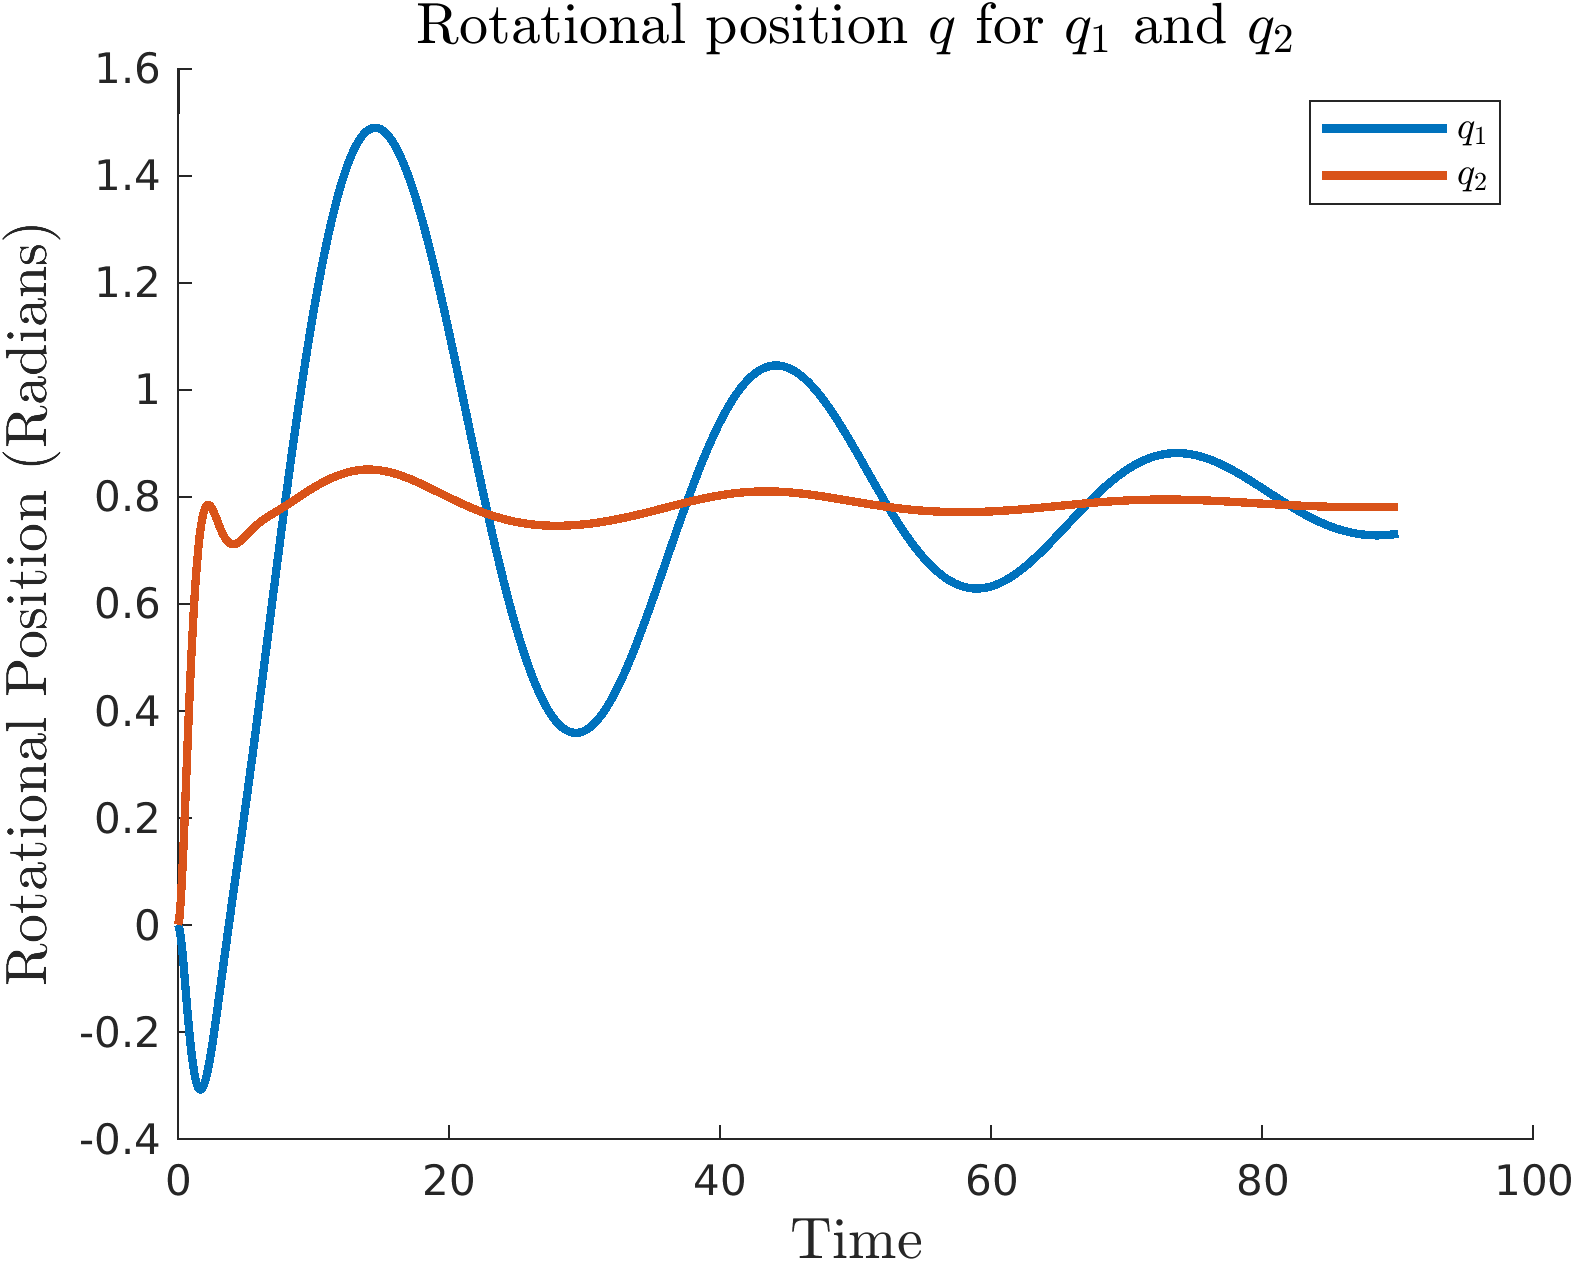 Rotational position q for q₁ and q₂
1.6
1.4
1.2
1
0.8
0.6
0.4
0.2
0
-0.2
-0.4
Rotational Position (Radians)
q₁
q₂
0 20 40 60 80 100
Time